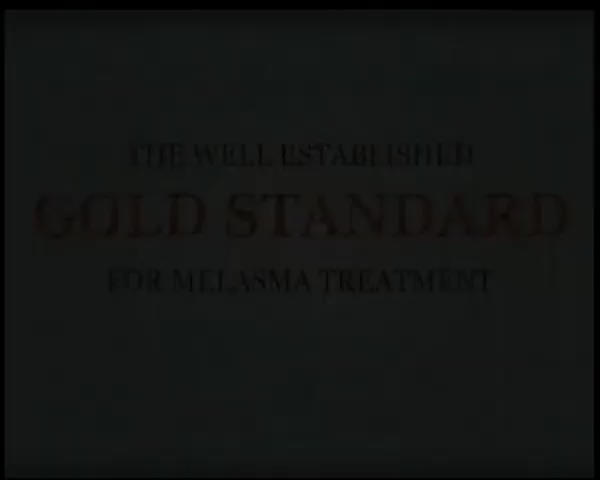 THE WELL ESTABLISHED
GOLD STANDARD
FOR MELASMA TREATMENT